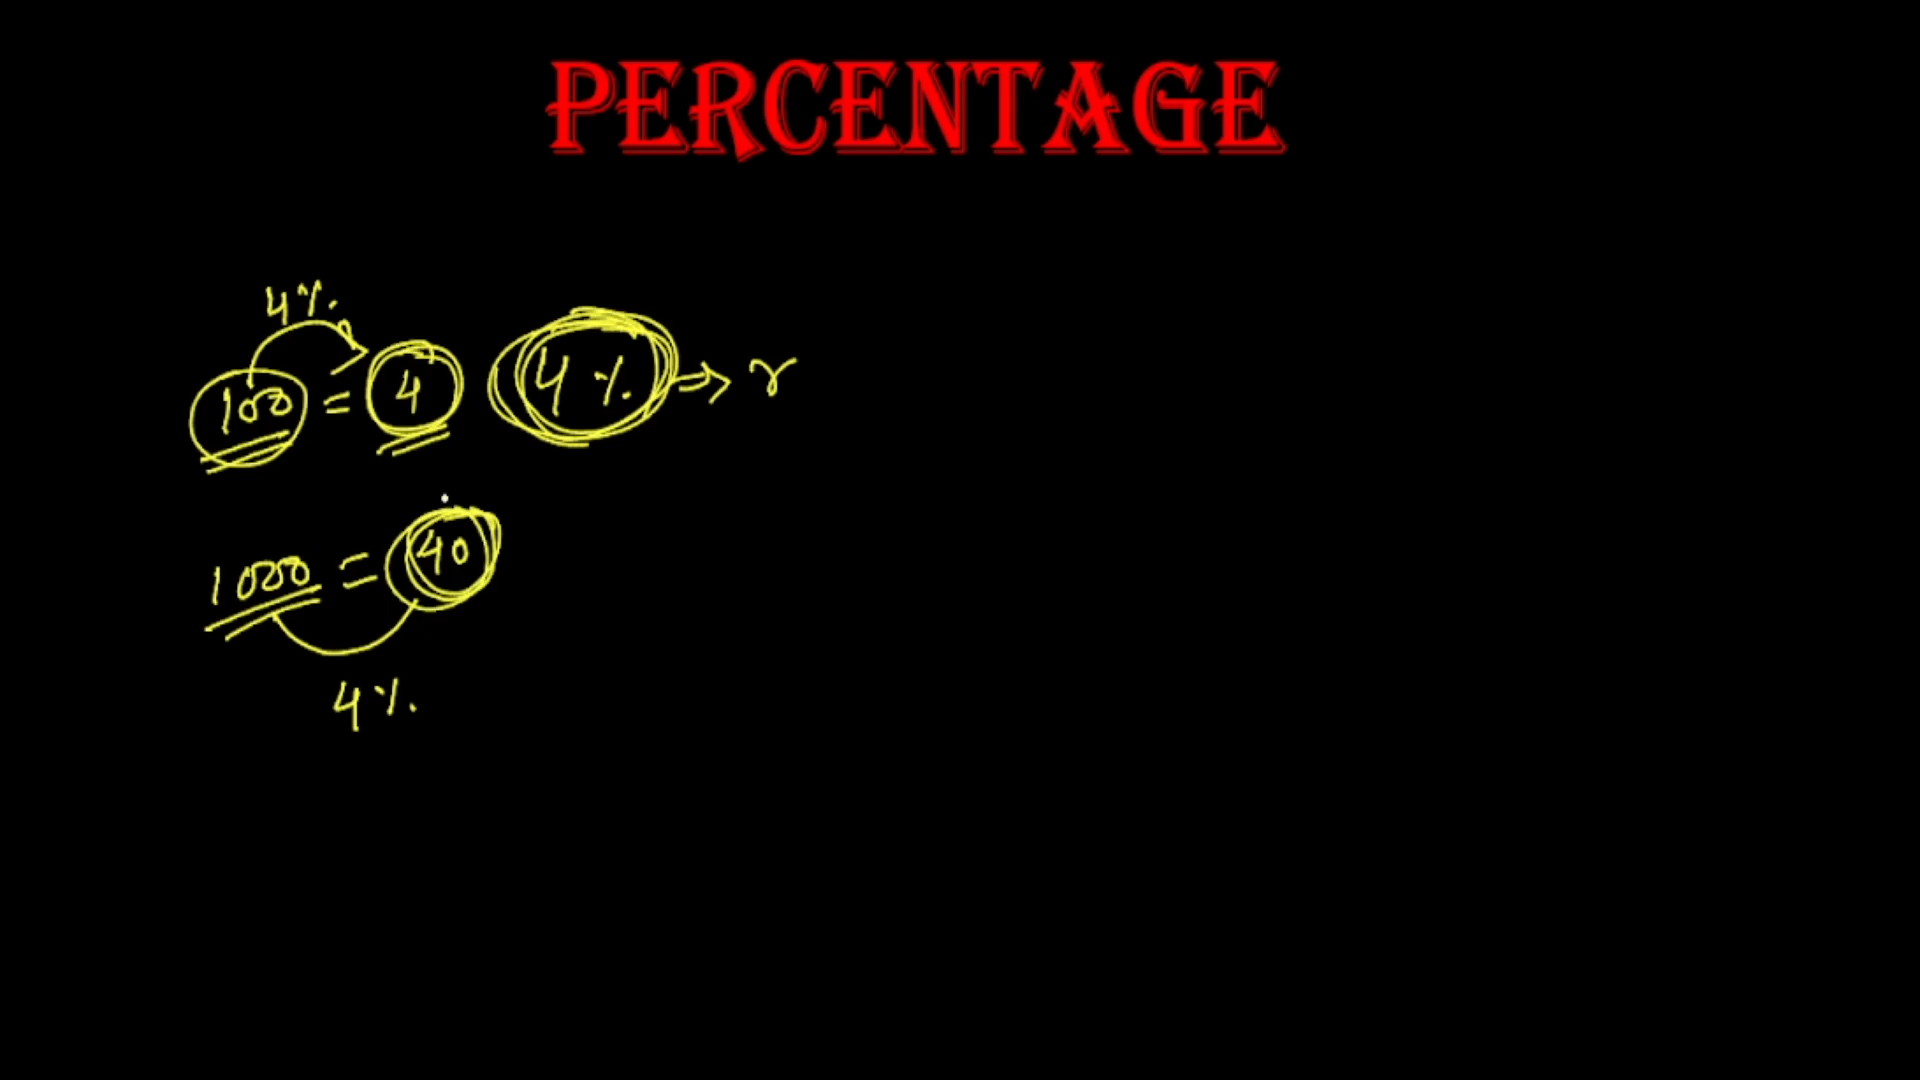 PERCENTAGE
4%
100 = 4 4% ⇒ r
1000 = 40
4%